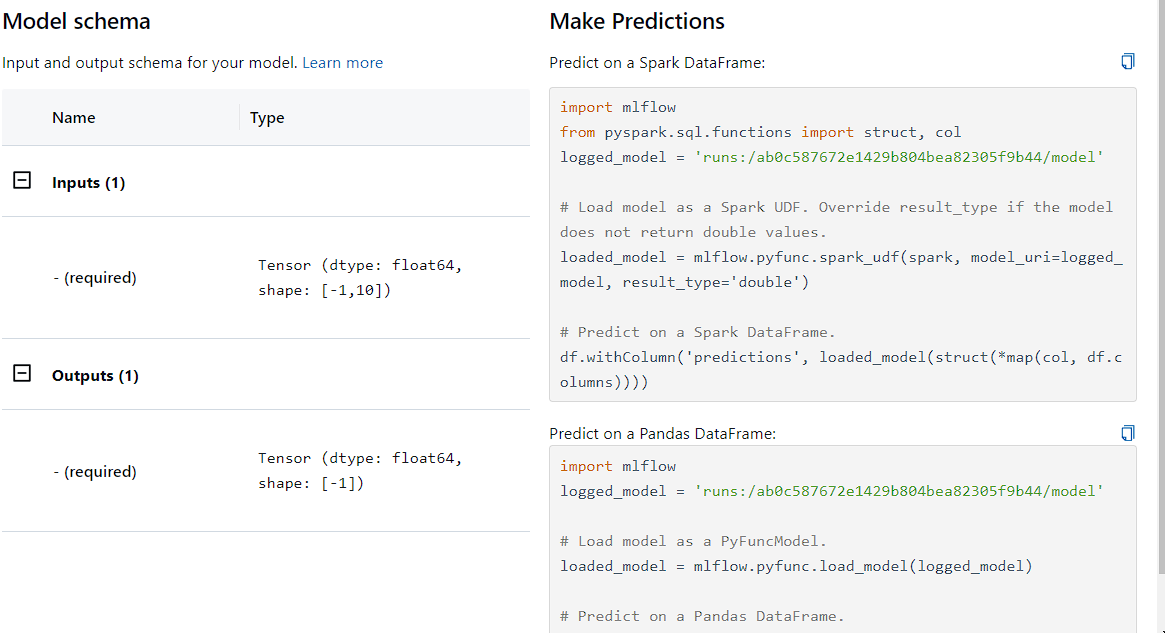 Model schema
Input and output schema for your model. Learn more
Name Type
Inputs (1)
- (required) Tensor (dtype: float64,
shape: [-1,10])
Outputs (1)
- (required) Tensor (dtype: float64,
shape: [-1])
Make Predictions
Predict on a Spark DataFrame:
import mlflow
from pyspark.sql.functions import struct, col
logged_model = 'runs:/ab0c587672e1429b804bea82305f9b44/model'
# Load model as a Spark UDF. Override result_type if the model
does not return double values.
loaded_model = mlflow.pyfunc.spark_udf(spark, model_uri=logged_
model, result_type='double')
# Predict on a Spark DataFrame.
df.withColumn('predictions', loaded_model(struct(*map(col, df.c
olumns))))
Predict on a Pandas DataFrame:
import mlflow
logged_model = 'runs:/ab0c587672e1429b804bea82305f9b44/model'
# Load model as a PyFuncModel.
loaded_model = mlflow.pyfunc.load_model(logged_model)
# Predict on a Pandas DataFrame.